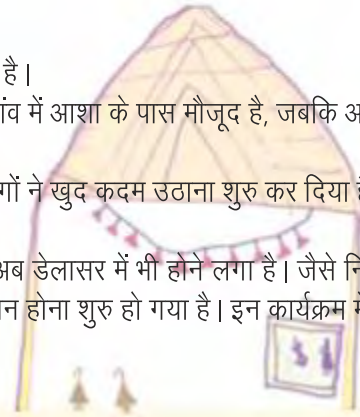 है।
में आशा के पास मौजूद है, जबकि
ने खुद कदम उठाना शुरु कर दिया
अब डेलासर में भी होने लगा है। जैसे
होना शुरु हो गया है। इन कार्यक्रम